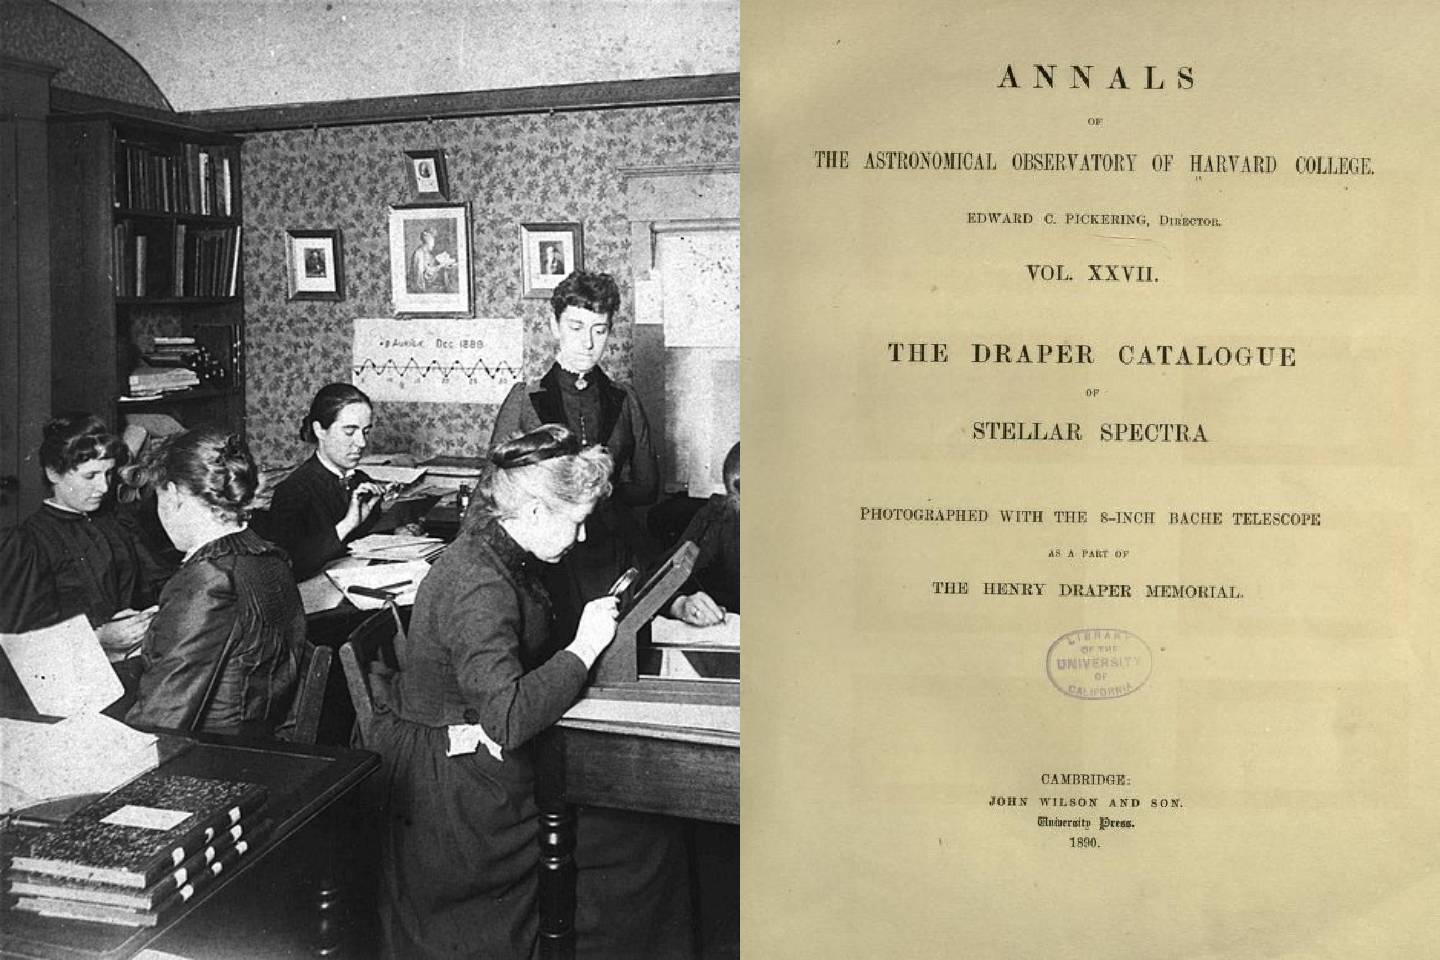 Aurigæ Dec 1889
ANNALS
OF
THE ASTRONOMICAL OBSERVATORY OF HARVARD COLLEGE.
EDWARD C. PICKERING, DIRECTOR.
VOL. XXVII.
THE DRAPER CATALOGUE
OF
STELLAR SPECTRA
PHOTOGRAPHED WITH THE 8-INCH BACHE TELESCOPE
AS A PART OF
THE HENRY DRAPER MEMORIAL.
LIBRARY
OF THE
UNIVERSITY
OF
CALIFORNIA
CAMBRIDGE:
JOHN WILSON AND SON.
University Press.
1890.